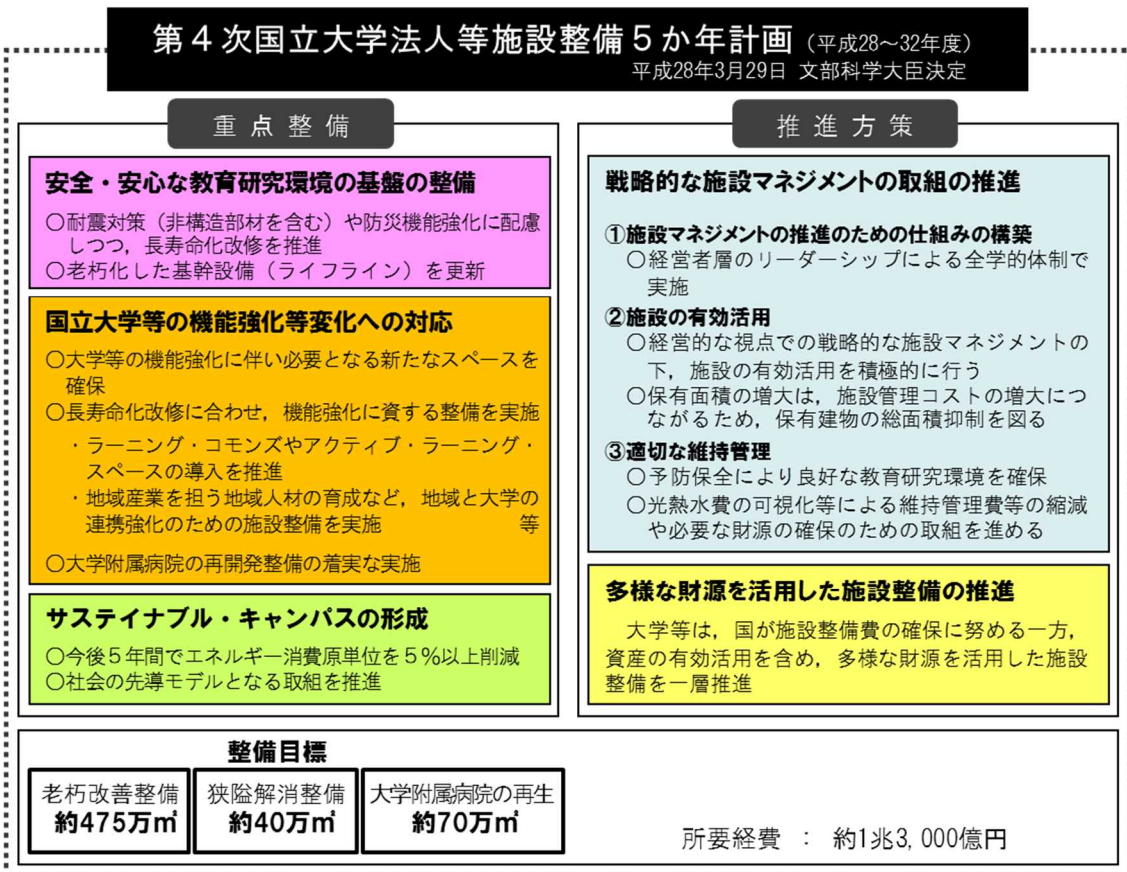 第4次国立大学法人等施設整備5か年計画（平成28～32年度）
平成28年3月29日 文部科学大臣決定
重点整備
安全・安心な教育研究環境の基盤の整備
○耐震対策（非構造部材を含む）や防災機能強化に配慮
しつつ，長寿命化改修を推進
○老朽化した基幹設備（ライフライン）を更新
国立大学等の機能強化等変化への対応
○大学等の機能強化に伴い必要となる新たなスペースを
確保
○長寿命化改修に合わせ，機能強化に資する整備を実施
・ラーニング・コモンズやアクティブ・ラーニング・
スペースの導入を推進
・地域産業を担う地域人材の育成など，地域と大学の
連携強化のための施設整備を実施 等
○大学附属病院の再開発整備の着実な実施
サステイナブル・キャンパスの形成
○今後5年間でエネルギー消費原単位を5％以上削減
○社会の先導モデルとなる取組を推進
推進方策
戦略的な施設マネジメントの取組の推進
①施設マネジメントの推進のための仕組みの構築
○経営者層のリーダーシップによる全学的体制で
実施
②施設の有効活用
○経営的な視点での戦略的な施設マネジメントの
下，施設の有効活用を積極的に行う
○保有面積の増大は，施設管理コストの増大につ
ながるため，保有建物の総面積抑制を図る
③適切な維持管理
○予防保全により良好な教育研究環境を確保
○光熱水費の可視化等による維持管理費等の縮減
や必要な財源の確保のための取組を進める
多様な財源を活用した施設整備の推進
大学等は，国が施設整備費の確保に努める一方，
資産の有効活用を含め，多様な財源を活用した施設
整備を一層推進
整備目標
老朽改善整備
約475万㎡
狭隘解消整備
約40万㎡
大学附属病院の再生
約70万㎡
所要経費 ： 約1兆3,000億円